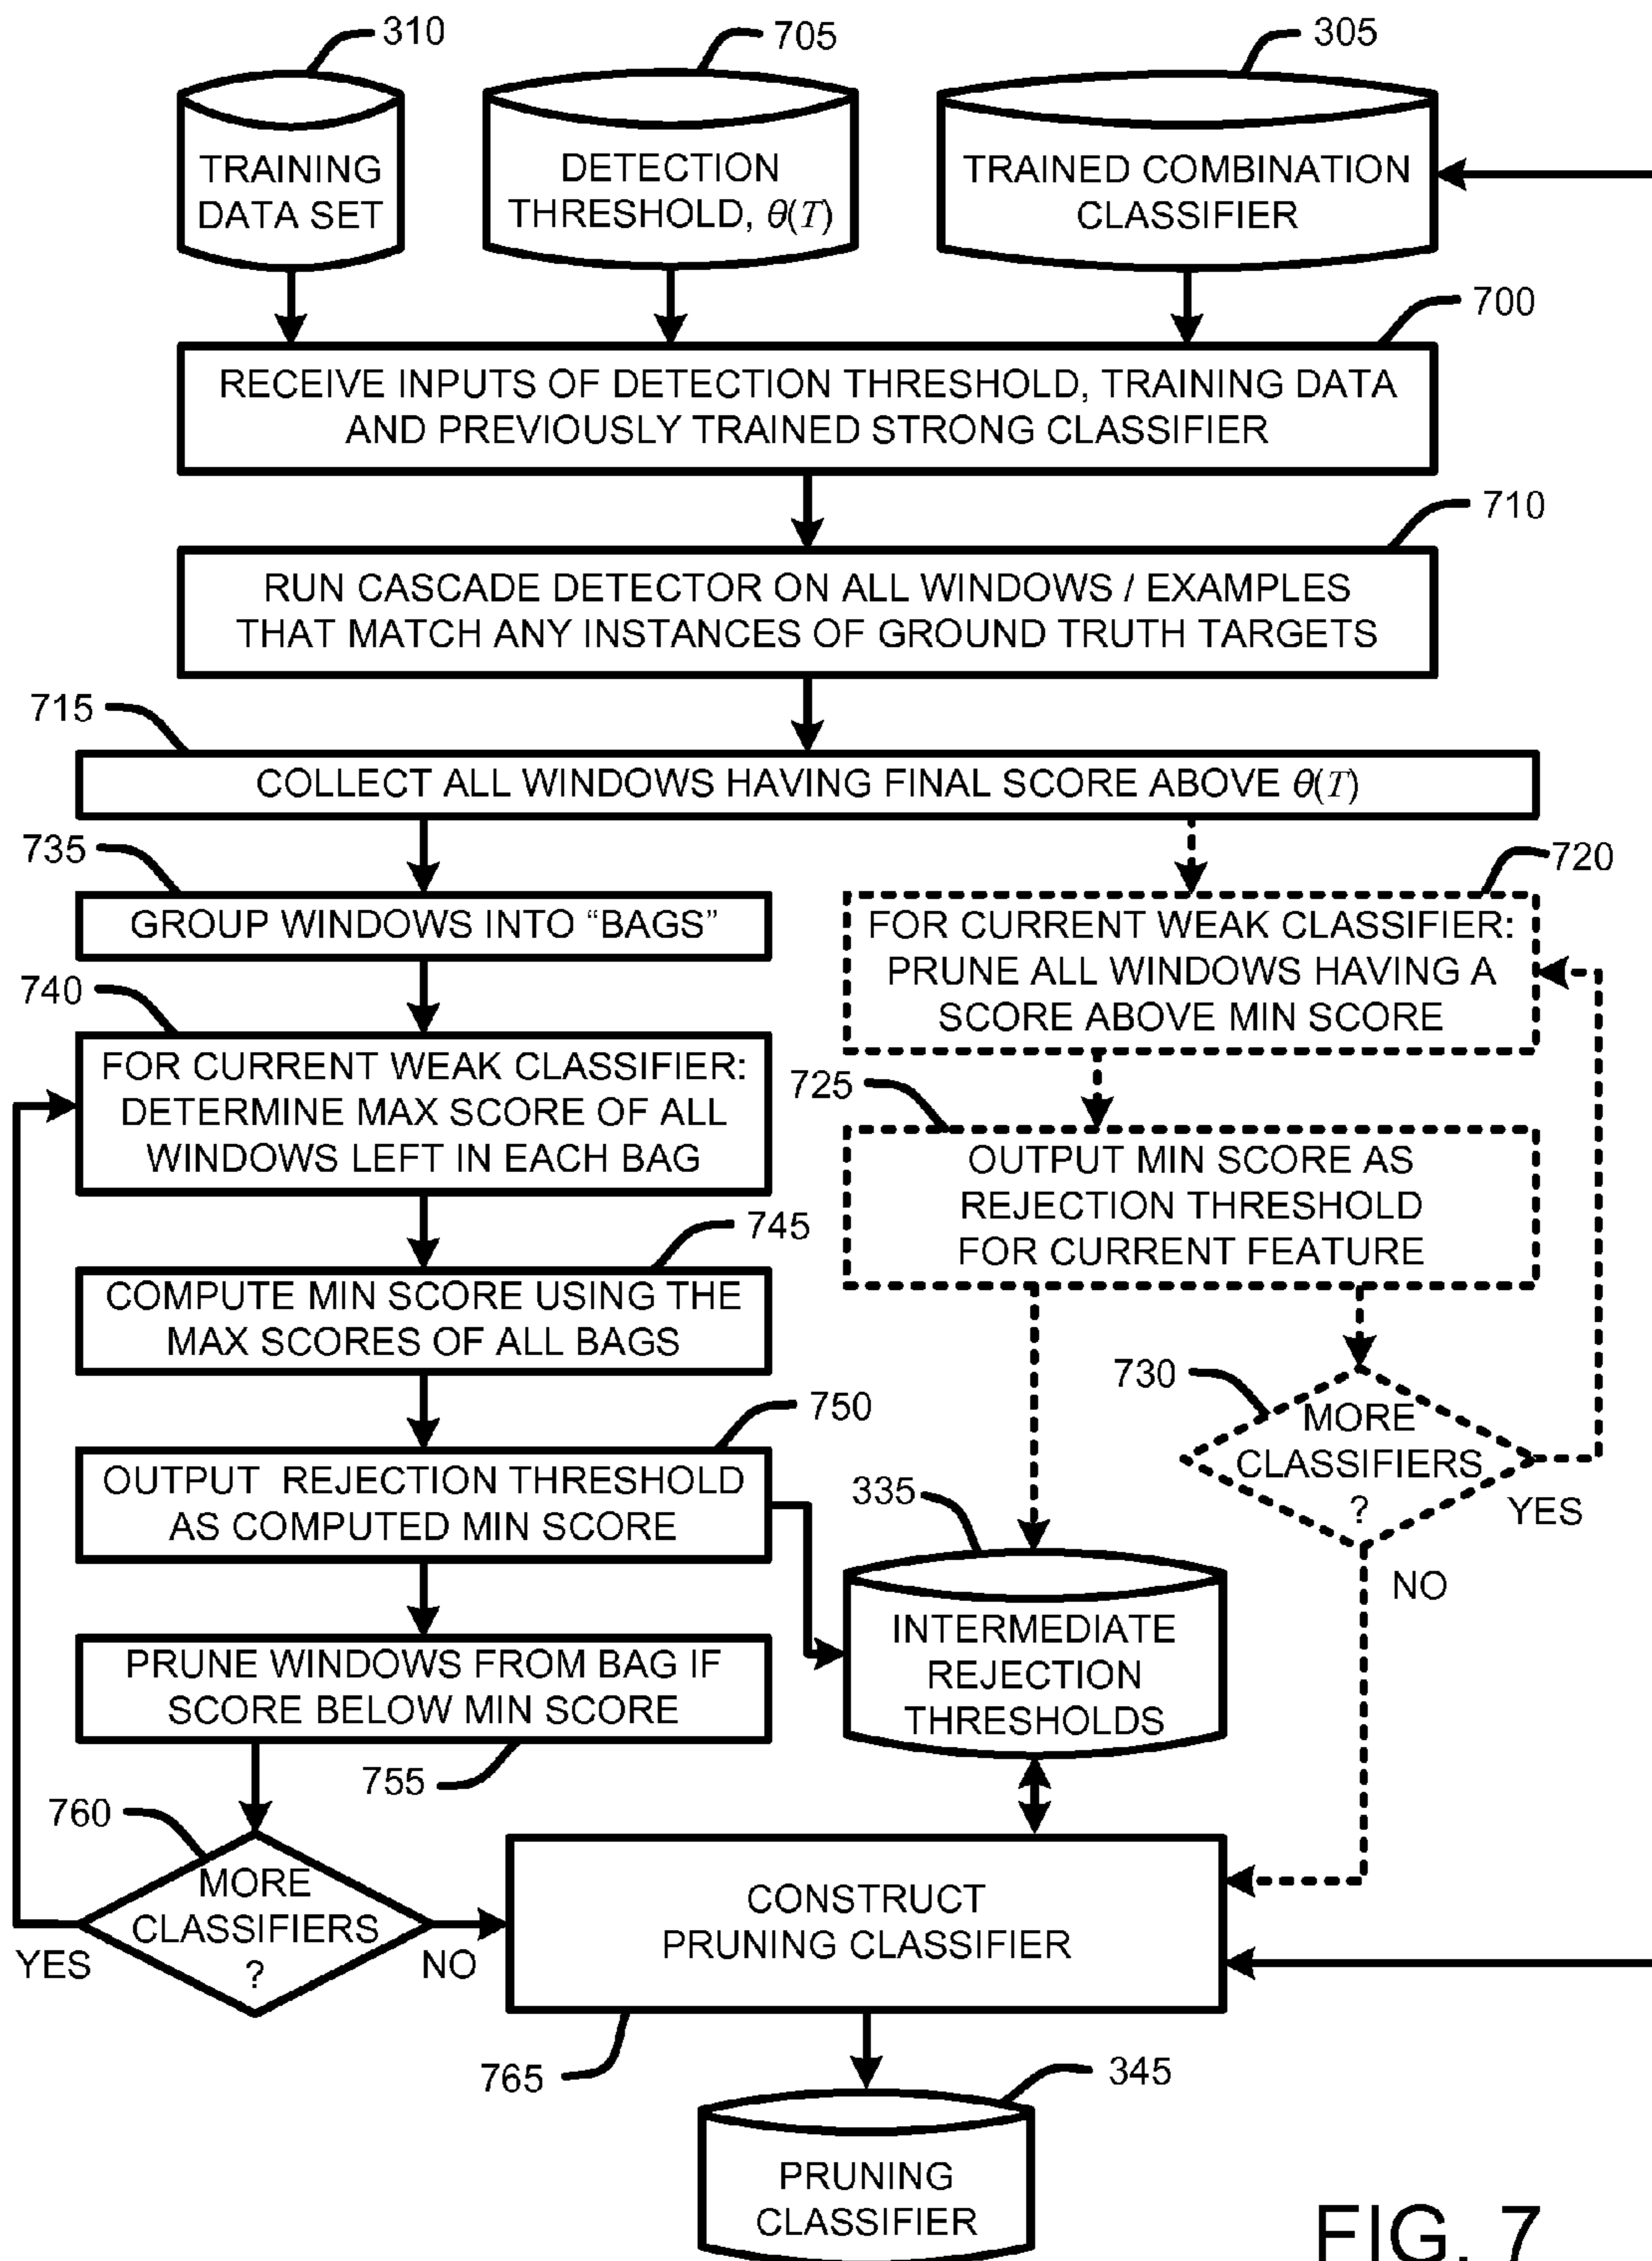 310
705
305
TRAINING
DATA SET
DETECTION
THRESHOLD, θ(T)
TRAINED COMBINATION
CLASSIFIER
700
RECEIVE INPUTS OF DETECTION THRESHOLD, TRAINING DATA
AND PREVIOUSLY TRAINED STRONG CLASSIFIER
710
RUN CASCADE DETECTOR ON ALL WINDOWS / EXAMPLES
THAT MATCH ANY INSTANCES OF GROUND TRUTH TARGETS
715
COLLECT ALL WINDOWS HAVING FINAL SCORE ABOVE θ(T)
735
GROUP WINDOWS INTO “BAGS”
720
FOR CURRENT WEAK CLASSIFIER:
PRUNE ALL WINDOWS HAVING A
SCORE ABOVE MIN SCORE
740
FOR CURRENT WEAK CLASSIFIER:
DETERMINE MAX SCORE OF ALL
WINDOWS LEFT IN EACH BAG
725
OUTPUT MIN SCORE AS
REJECTION THRESHOLD
FOR CURRENT FEATURE
745
COMPUTE MIN SCORE USING THE
MAX SCORES OF ALL BAGS
730
MORE
CLASSIFIERS
?
YES
NO
750
OUTPUT REJECTION THRESHOLD
AS COMPUTED MIN SCORE
335
INTERMEDIATE
REJECTION
THRESHOLDS
PRUNE WINDOWS FROM BAG IF
SCORE BELOW MIN SCORE
755
760
MORE
CLASSIFIERS
?
YES
NO
CONSTRUCT
PRUNING CLASSIFIER
765
345
PRUNING
CLASSIFIER
FIG. 7